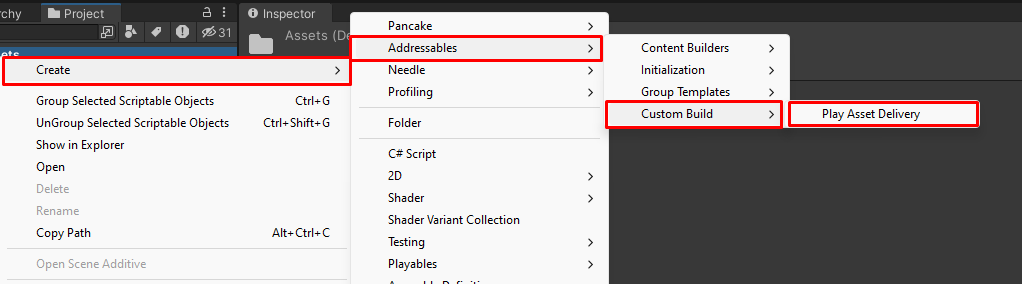 rchy
Project
Inspector
31
Assets (De
ets
Create
Group Selected Scriptable Objects Ctrl+G
UnGroup Selected Scriptable Objects Ctrl+Shift+G
Show in Explorer
Open
Delete
Rename
Copy Path Alt+Ctrl+C
Open Scene Additive
Pancake
Addressables
Needle
Profiling
Folder
C# Script
2D
Shader
Shader Variant Collection
Testing
Playables
Content Builders
Initialization
Group Templates
Custom Build
Play Asset Delivery